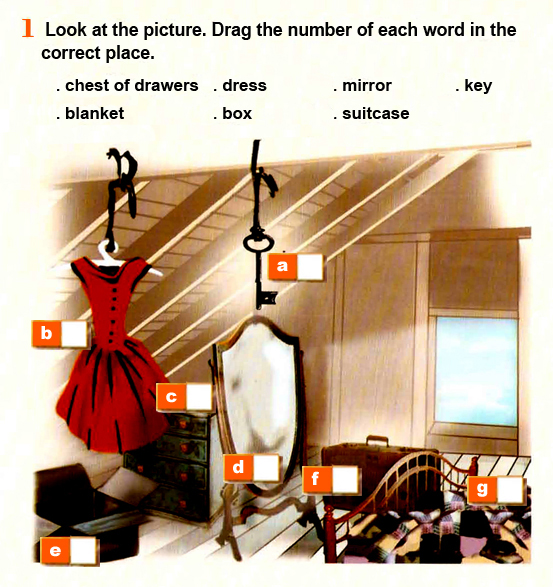 1 Look at the picture. Drag the number of each word in the
correct place.
. chest of drawers . dress . mirror . key
. blanket . box . suitcase
a
b
c
d
f
g
e